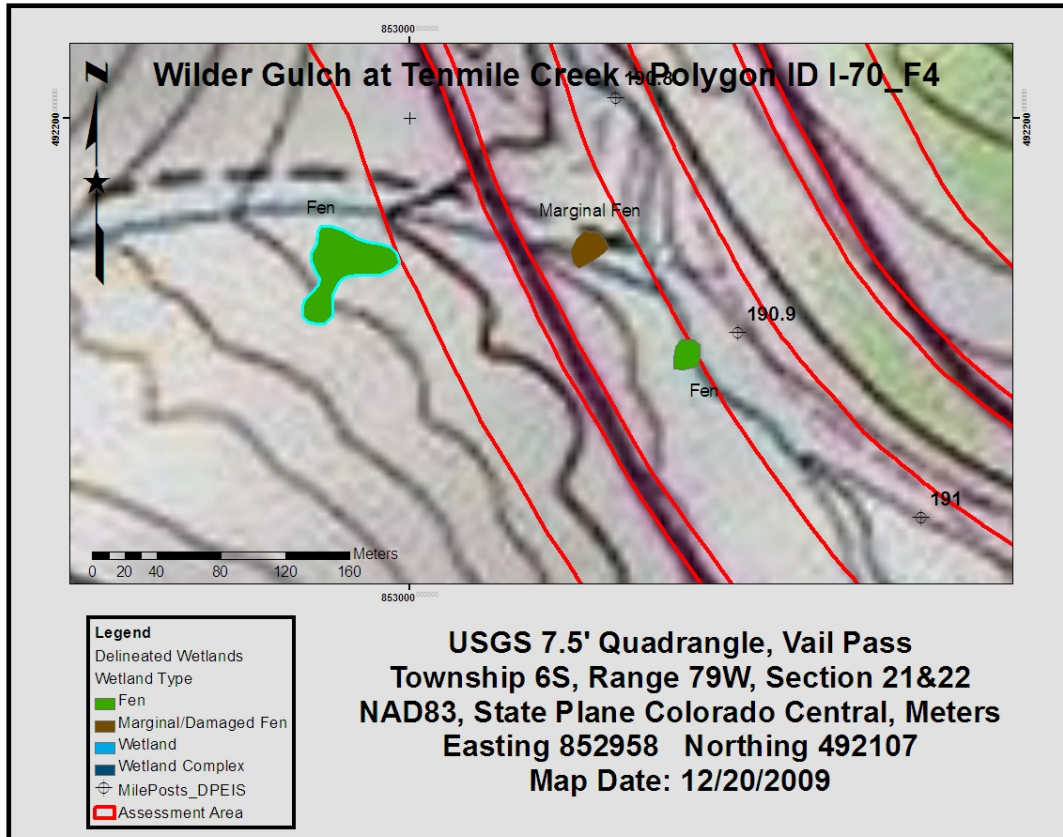 853000
Wilder Gulch at Tenmile Creek - Polygon ID I-70_F4
190.8
492200
492200
Fen
Marginal Fen
190.9
Fen
191
Meters
0 20 40 80 120 160
853000
Legend
Delineated Wetlands
Wetland Type
Fen
Marginal/Damaged Fen
Wetland
Wetland Complex
MilePosts_DPEIS
Assessment Area
USGS 7.5' Quadrangle, Vail Pass
Township 6S, Range 79W, Section 21&22
NAD83, State Plane Colorado Central, Meters
Easting 852958 Northing 492107
Map Date: 12/20/2009